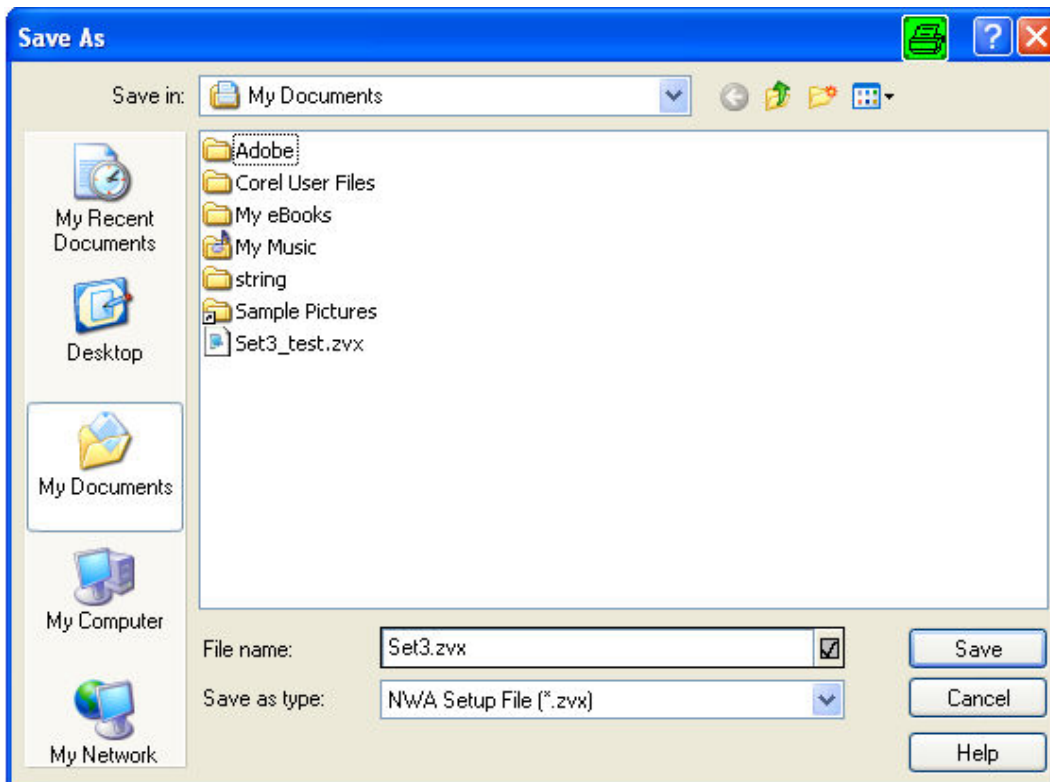 Save As
?
Save in:
My Documents
My Recent
Documents
Desktop
My Documents
My Computer
My Network
Adobe
Corel User Files
My eBooks
My Music
string
Sample Pictures
Set3_test.zvx
File name:
Set3.zvx
Save
Save as type:
NWA Setup File (*.zvx)
Cancel
Help